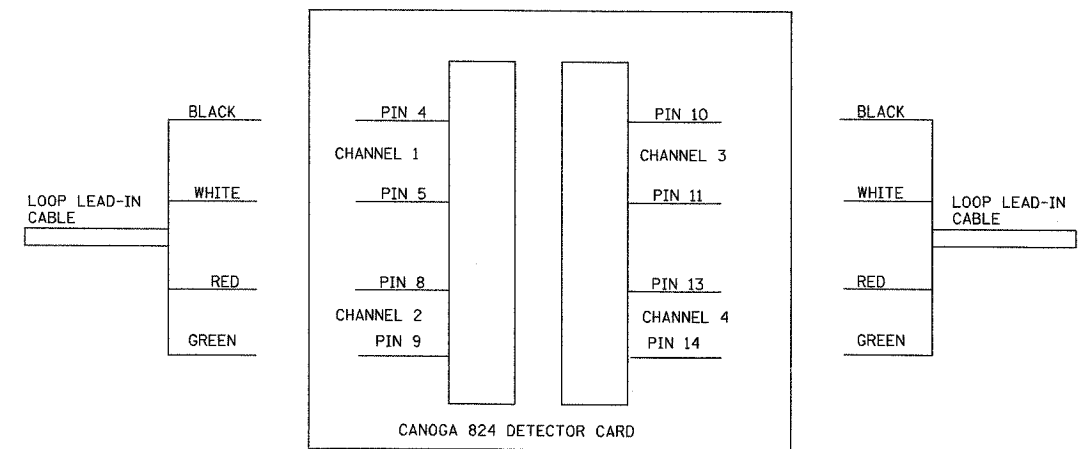 BLACK
PIN 4
PIN 10
BLACK
CHANNEL 1
CHANNEL 3
WHITE
PIN 5
PIN 11
WHITE
LOOP LEAD-IN
CABLE
LOOP LEAD-IN
CABLE
RED
PIN 8
PIN 13
RED
CHANNEL 2
CHANNEL 4
GREEN
PIN 9
PIN 14
GREEN
CANOGA 824 DETECTOR CARD